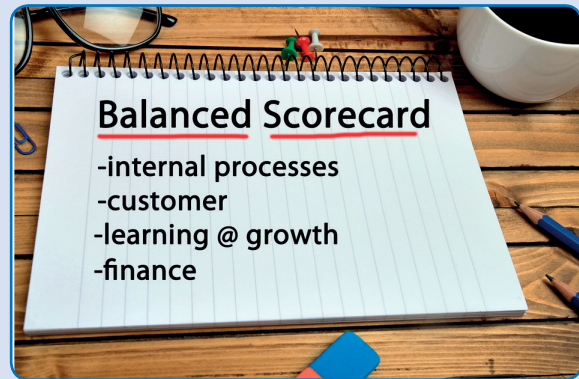 Balanced Scorecard
-internal processes
-customer
-learning @ growth
-finance